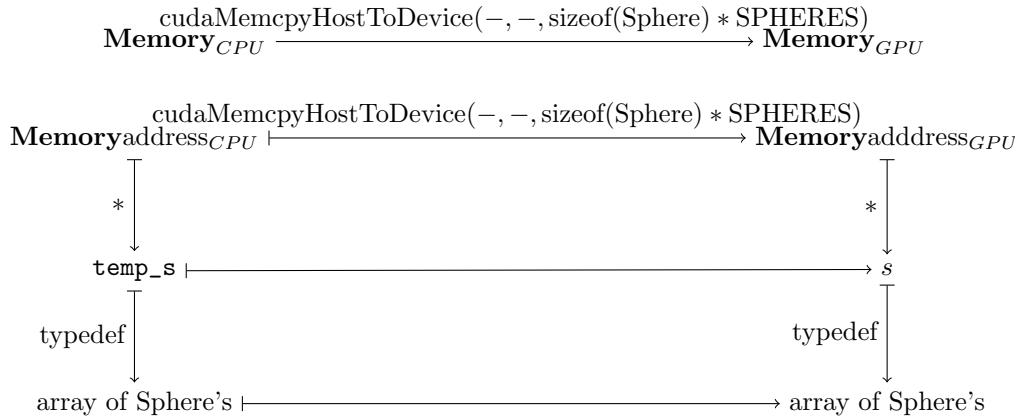 cudaMemcpyHostToDevice(−, −, sizeof(Sphere) ∗ SPHERES)
Memory_CPU Memory_GPU
cudaMemcpyHostToDevice(−, −, sizeof(Sphere) ∗ SPHERES)
Memoryaddress_CPU Memoryadddress_GPU
∗ ∗
temp_s s
typedef typedef
array of Sphere's array of Sphere's